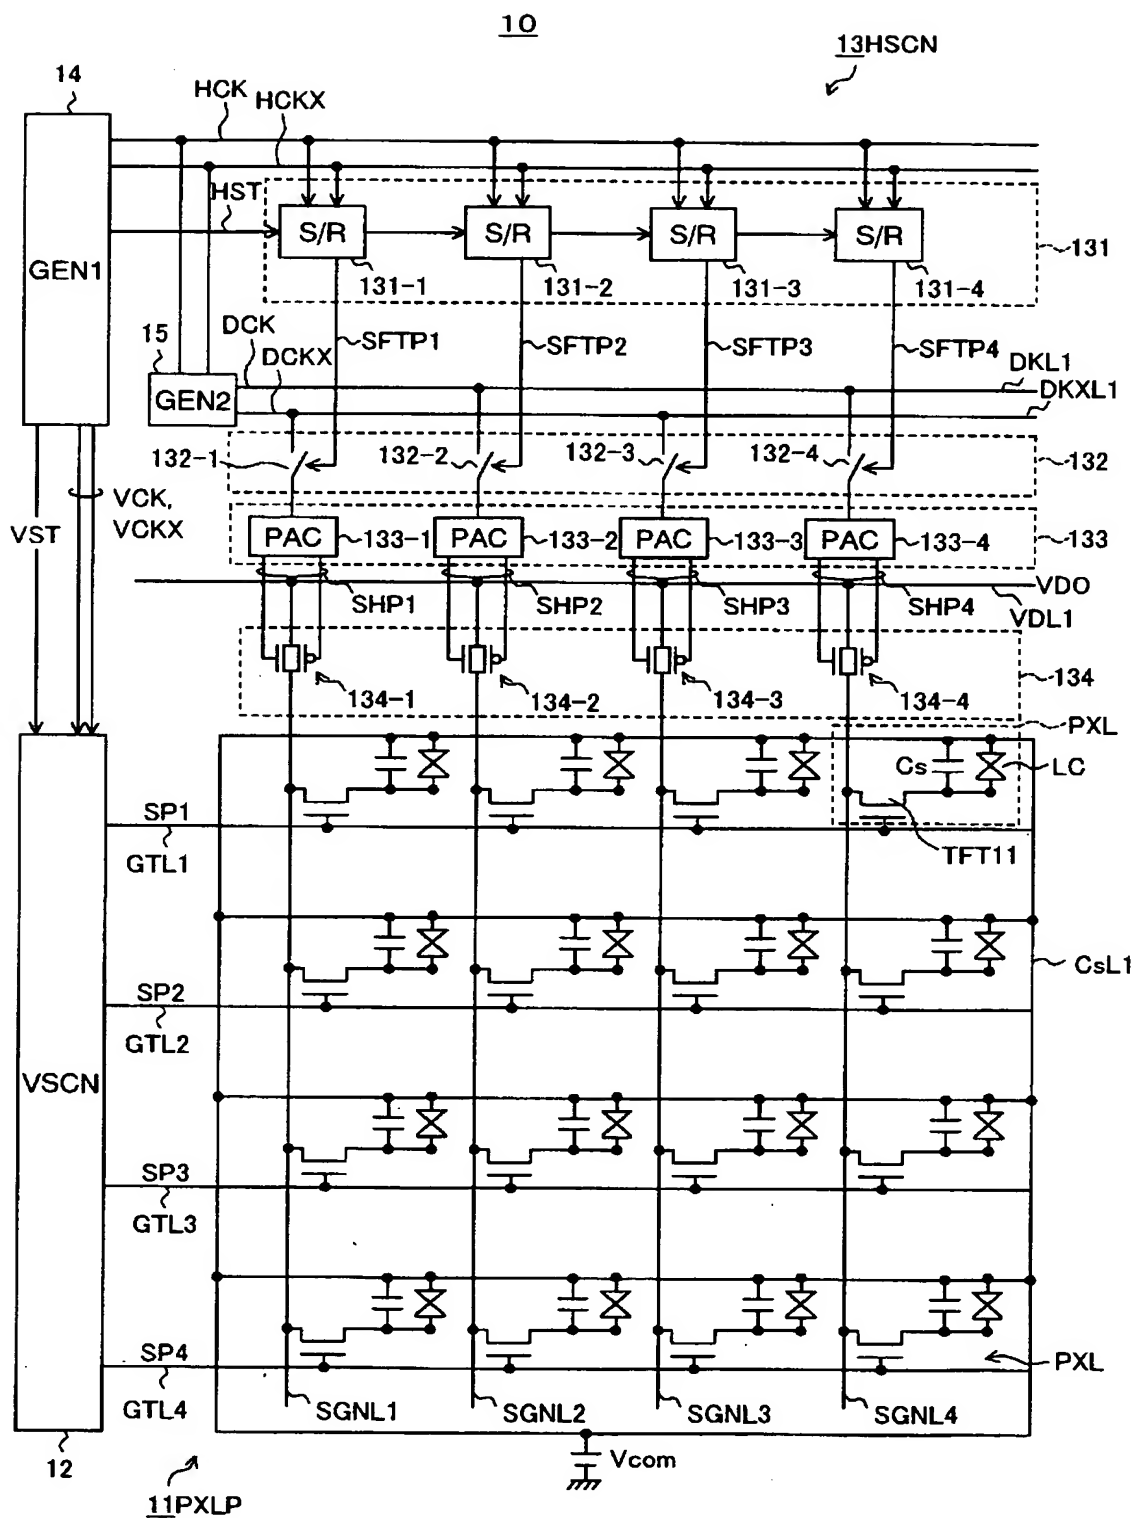 10
13HSCN
14
HCK
HCKX
HST
GEN1
S/R
S/R
S/R
S/R
131
131-1
131-2
131-3
131-4
15
DCK
DCKX
SFTP1
SFTP2
SFTP3
SFTP4
DKL1
DKXL1
GEN2
132-1
132-2
132-3
132-4
132
VST
VCK,
VCKX
PAC
133-1
PAC
133-2
PAC
133-3
PAC
133-4
133
SHP1
SHP2
SHP3
SHP4
VDO
VDL1
134-1
134-2
134-3
134-4
134
PXL
Cs
LC
SP1
GTL1
TFT11
SP2
GTL2
CsL1
VSCN
SP3
GTL3
SP4
GTL4
PXL
SGNL1
SGNL2
SGNL3
SGNL4
12
Vcom
11PXLP